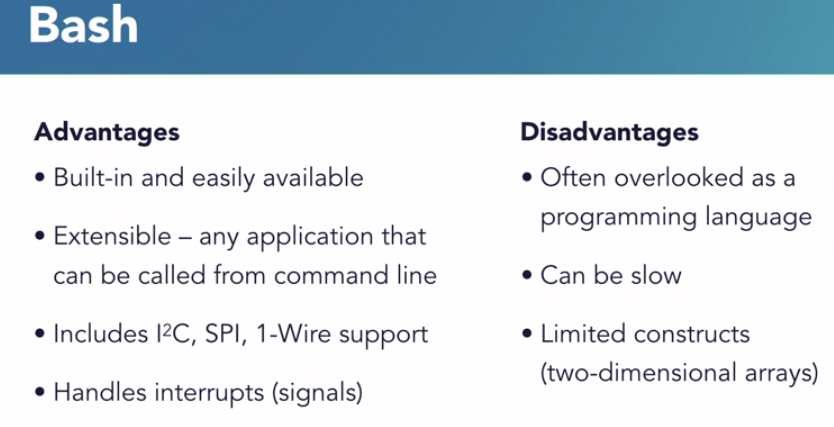 Bash
Advantages
• Built-in and easily available
• Extensible – any application that
can be called from command line
• Includes I²C, SPI, 1-Wire support
• Handles interrupts (signals)
Disadvantages
• Often overlooked as a
programming language
• Can be slow
• Limited constructs
(two-dimensional arrays)